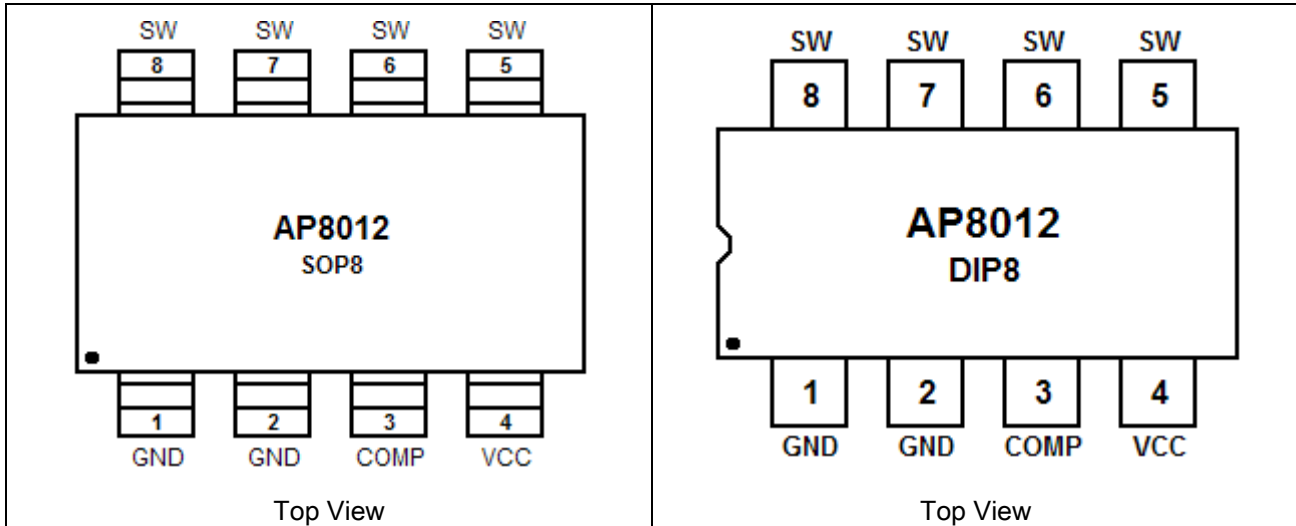 SW SW SW SW
8 7 6 5
AP8012
SOP8
1 2 3 4
GND GND COMP VCC
Top View
SW SW SW SW
8 7 6 5
AP8012
DIP8
1 2 3 4
GND GND COMP VCC
Top View